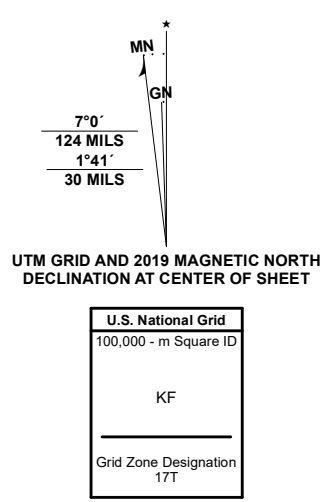 MN
GN
7°0´
124 MILS
1°41´
30 MILS
UTM GRID AND 2019 MAGNETIC NORTH
DECLINATION AT CENTER OF SHEET
U.S. National Grid
100,000 - m Square ID
KF
Grid Zone Designation
17T